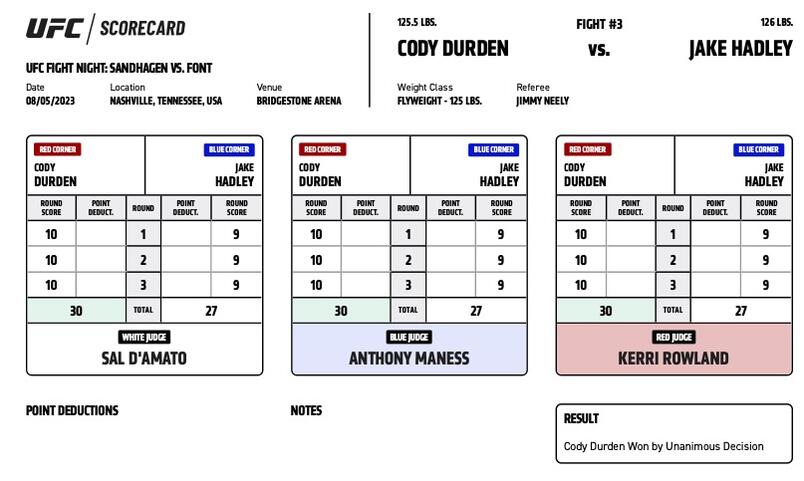 UFC / SCORECARD
UFC FIGHT NIGHT: SANDHAGEN VS. FONT
Date Location Venue
08/05/2023 NASHVILLE, TENNESSEE, USA BRIDGESTONE ARENA
125.5 LBS. FIGHT #3 126 LBS.
CODY DURDEN VS. JAKE HADLEY
Weight Class Referee
FLYWEIGHT - 125 LBS. JIMMY NEELY
RED CORNER BLUE CORNER
CODY JAKE
DURDEN HADLEY
ROUND POINT ROUND POINT ROUND
SCORE DEDUCT. DEDUCT. SCORE
10 1 9
10 2 9
10 3 9
30 TOTAL 27
WHITE JUDGE
SAL D'AMATO
RED CORNER BLUE CORNER
CODY JAKE
DURDEN HADLEY
ROUND POINT ROUND POINT ROUND
SCORE DEDUCT. DEDUCT. SCORE
10 1 9
10 2 9
10 3 9
30 TOTAL 27
BLUE JUDGE
ANTHONY MANESS
RED CORNER BLUE CORNER
CODY JAKE
DURDEN HADLEY
ROUND POINT ROUND POINT ROUND
SCORE DEDUCT. DEDUCT. SCORE
10 1 9
10 2 9
10 3 9
30 TOTAL 27
RED JUDGE
KERRI ROWLAND
POINT DEDUCTIONS
NOTES
RESULT
Cody Durden Won by Unanimous Decision